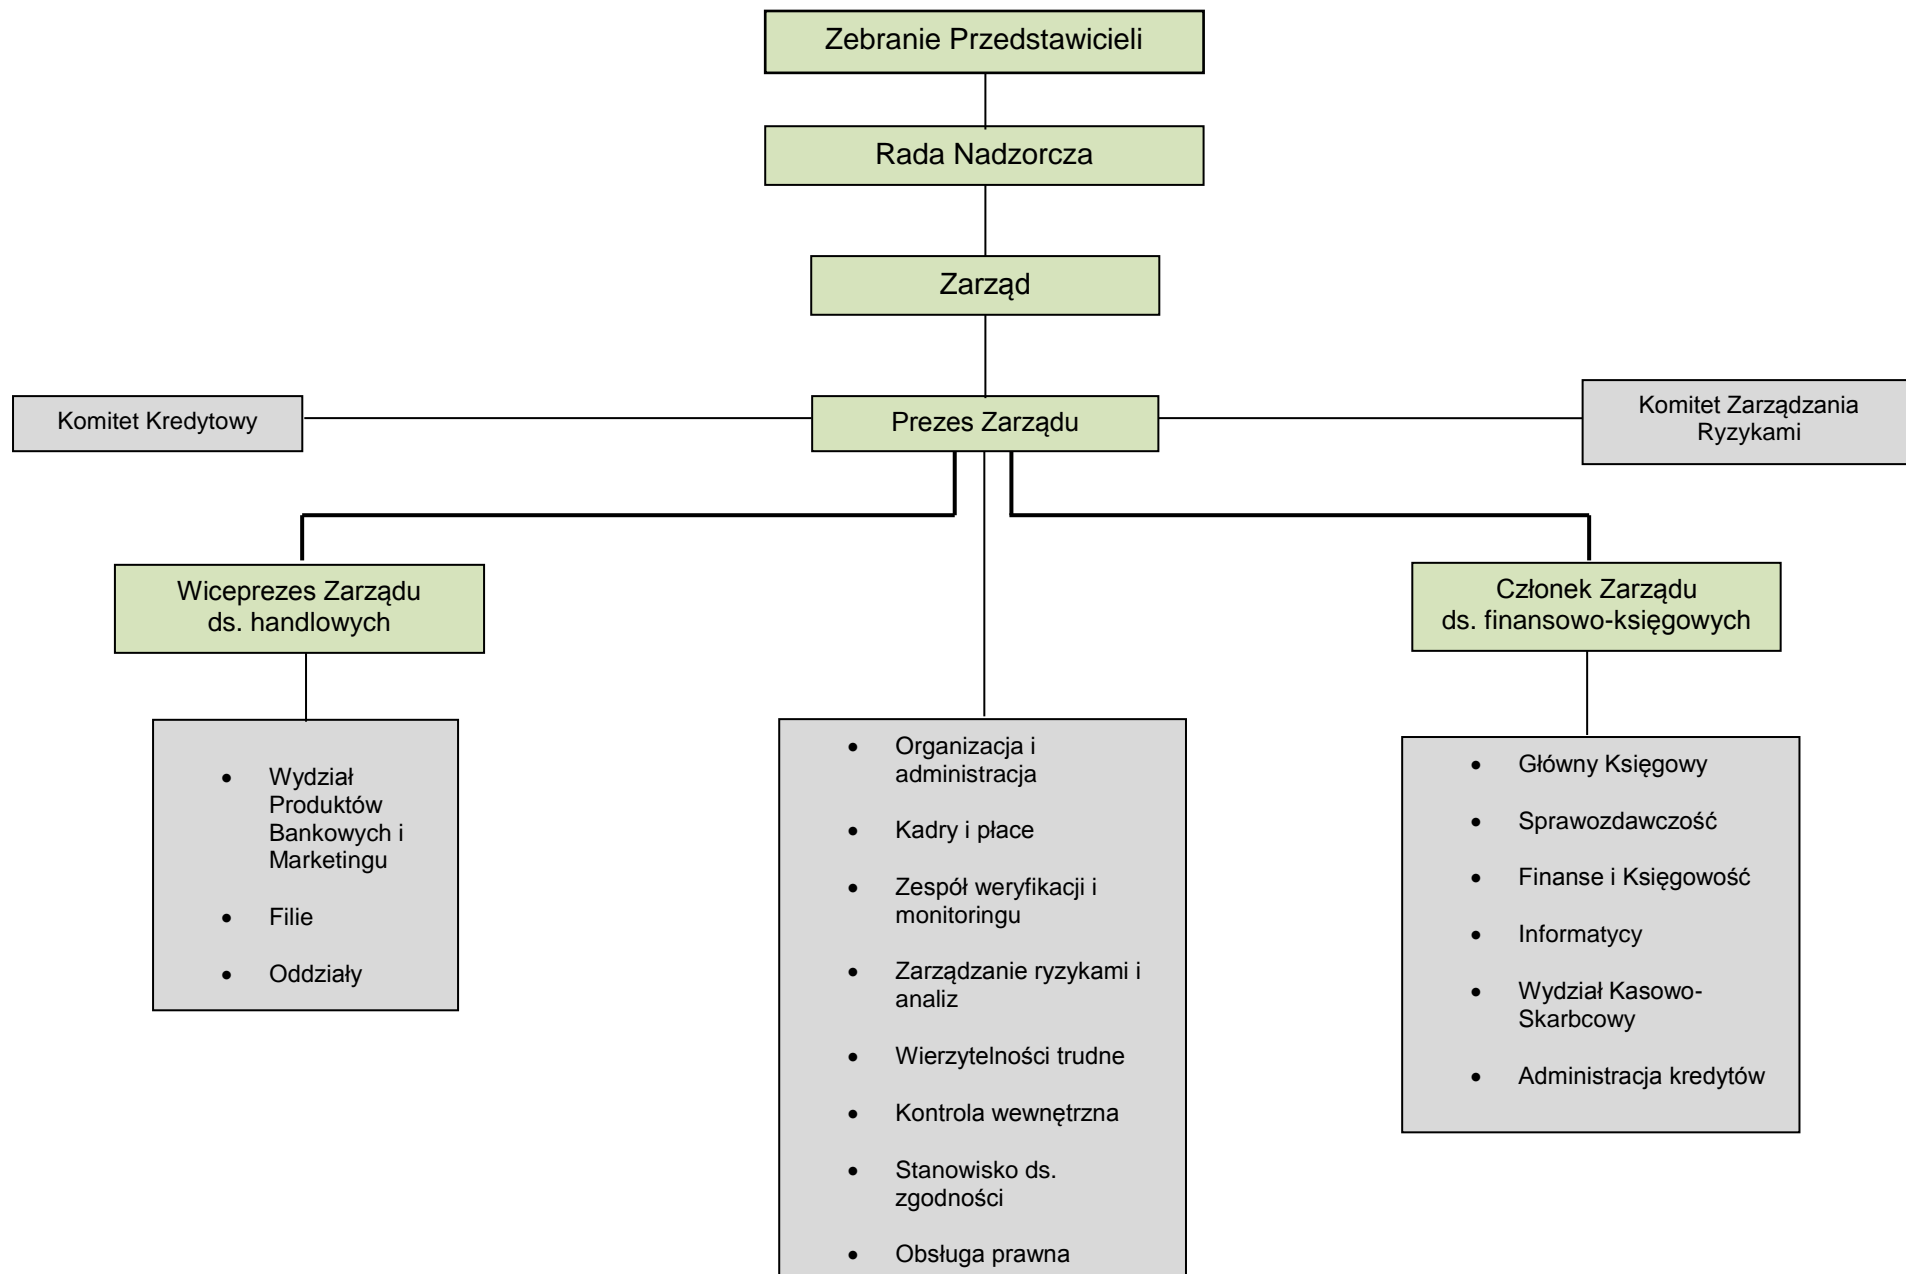 Zebranie Przedstawicieli
Rada Nadzorcza
Zarząd
Komitet Kredytowy
Prezes Zarządu
Komitet Zarządzania
Ryzykami
Wiceprezes Zarządu
ds. handlowych
Członek Zarządu
ds. finansowo-księgowych
• Wydział
Produktów
Bankowych i
Marketingu
• Filie
• Oddziały
• Organizacja i
administracja
• Kadry i płace
• Zespół weryfikacji i
monitoringu
• Zarządzanie ryzykami i
analiz
• Wierzytelności trudne
• Kontrola wewnętrzna
• Stanowisko ds.
zgodności
• Obsługa prawna
• Główny Księgowy
• Sprawozdawczość
• Finanse i Księgowość
• Informatycy
• Wydział Kasowo-
Skarbcowy
• Administracja kredytów